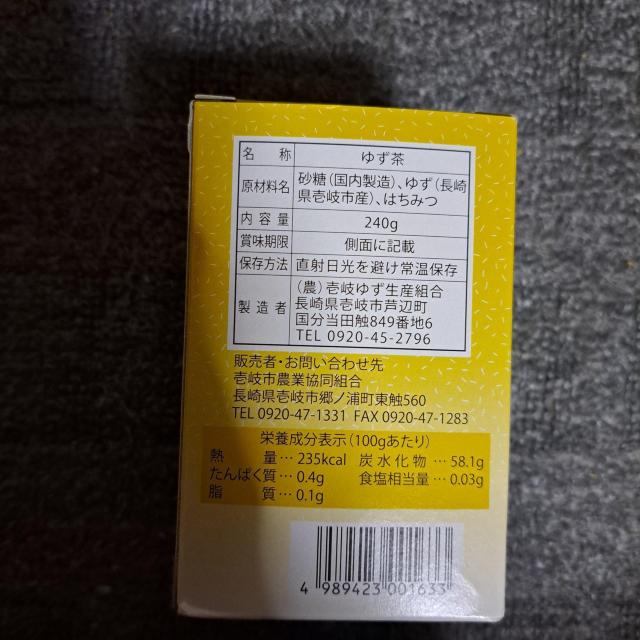 名称 ゆず茶
原材料名 砂糖(国内製造)、ゆず(長崎
県壱岐市産)、はちみつ
内容量 240g
賞味期限 側面に記載
保存方法 直射日光を避け常温保存
製造者 (農)壱岐ゆず生産組合
長崎県壱岐市芦辺町
国分当田触849番地6
TEL 0920-45-2796
販売者・お問い合わせ先
壱岐市農業協同組合
長崎県壱岐市郷ノ浦町東触560
TEL 0920-47-1331 FAX 0920-47-1283
栄養成分表示(100gあたり)
熱量…235kcal 炭水化物…58.1g
たんぱく質…0.4g 食塩相当量…0.03g
脂質…0.1g
4 989423 001633